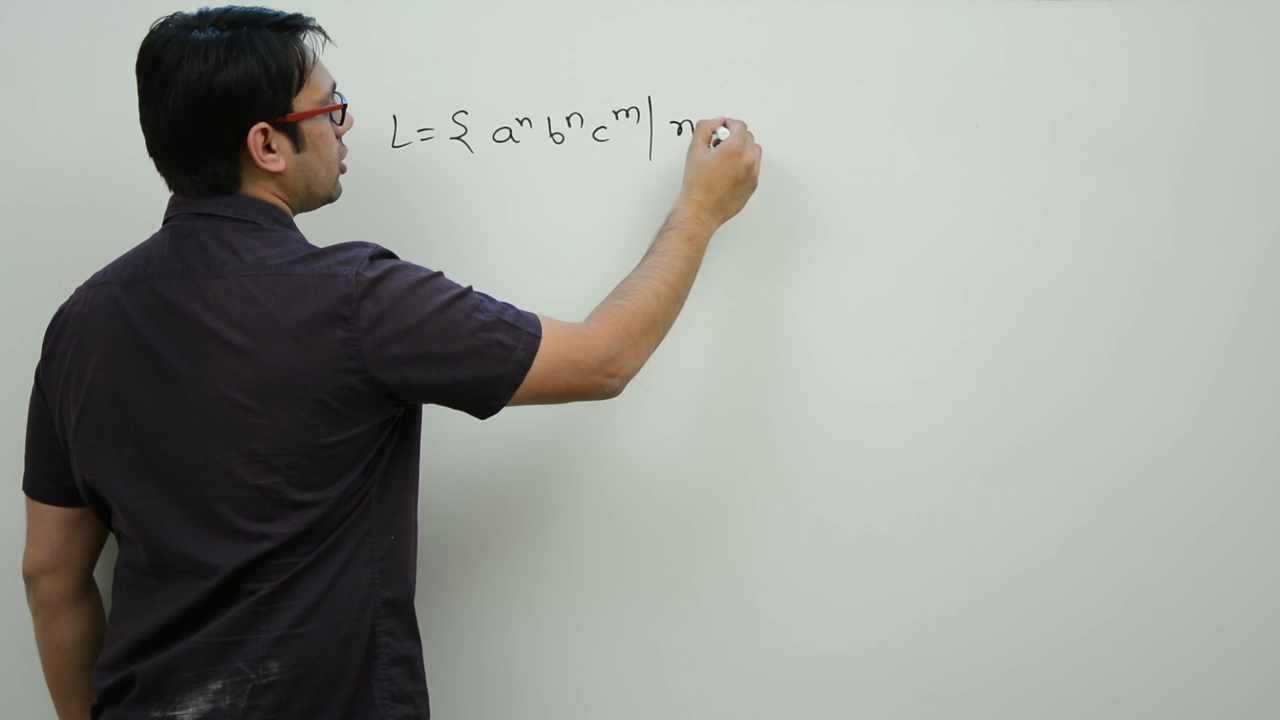 L = { aⁿ bⁿ cᵐ | n